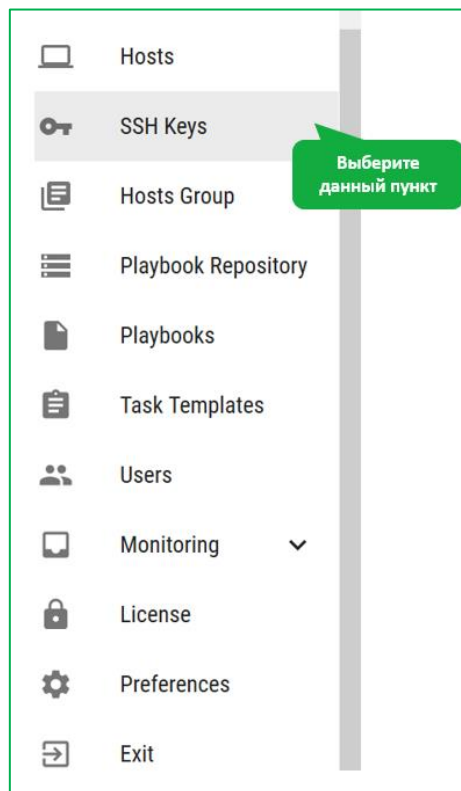 Hosts
SSH Keys
Выберите
данный пункт
Hosts Group
Playbook Repository
Playbooks
Task Templates
Users
Monitoring
License
Preferences
Exit